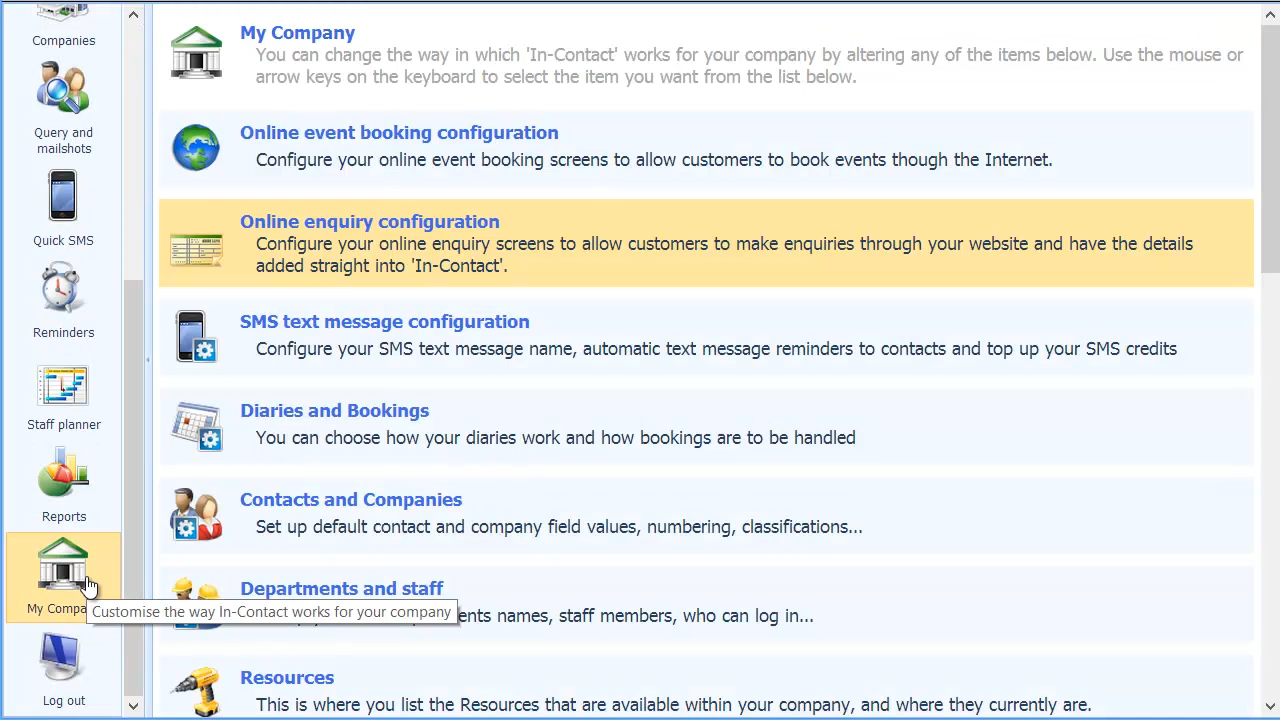 Companies
Query and
mailshots
Quick SMS
Reminders
Staff planner
Reports
My Compa
Log out
My Company
You can change the way in which 'In-Contact' works for your company by altering any of the items below. Use the mouse or
arrow keys on the keyboard to select the item you want from the list below.
Online event booking configuration
Configure your online event booking screens to allow customers to book events though the Internet.
Online enquiry configuration
Configure your online enquiry screens to allow customers to make enquiries through your website and have the details
added straight into 'In-Contact'.
SMS text message configuration
Configure your SMS text message name, automatic text message reminders to contacts and top up your SMS credits
Diaries and Bookings
You can choose how your diaries work and how bookings are to be handled
Contacts and Companies
Set up default contact and company field values, numbering, classifications...
Departments and staff
Customise the way In-Contact works for your company
ents names, staff members, who can log in...
Resources
This is where you list the Resources that are available within your company, and where they currently are.